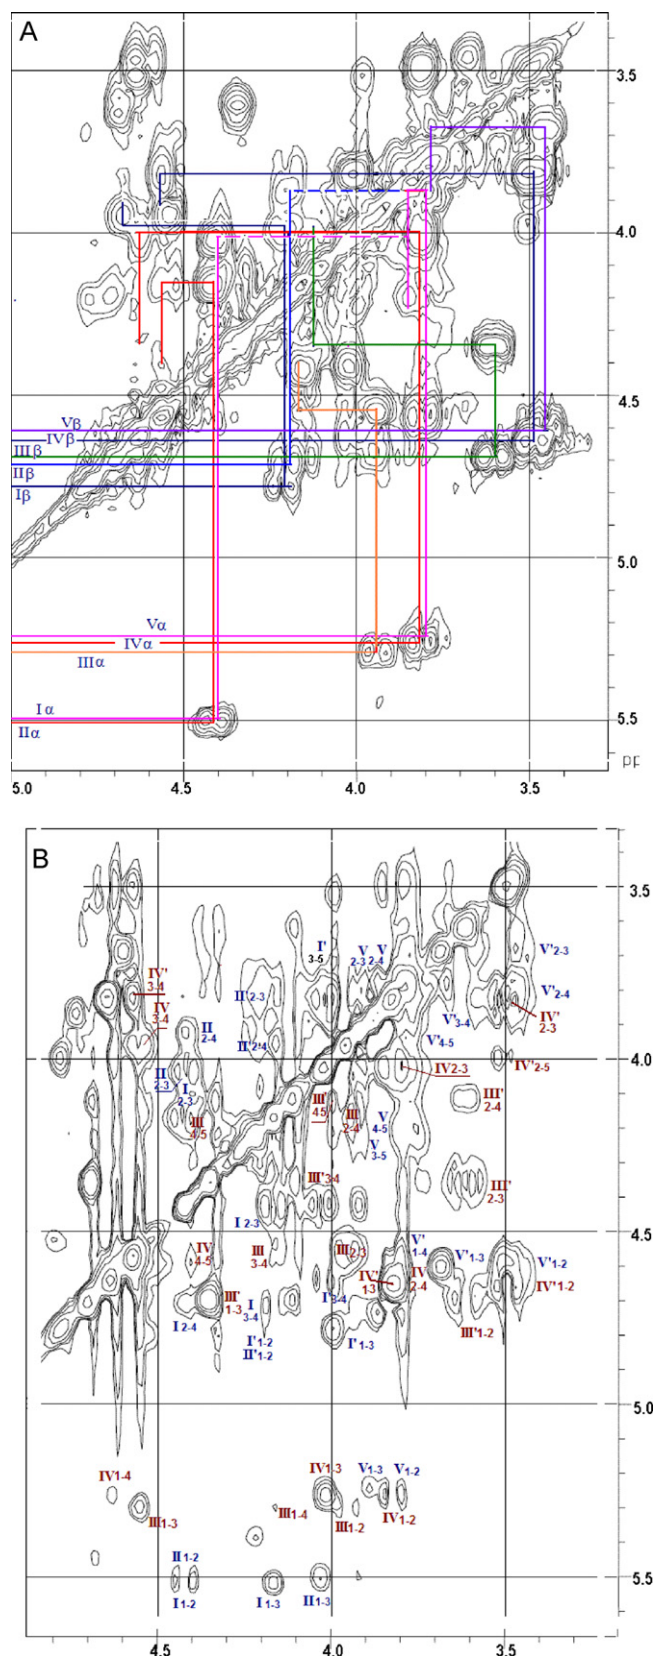 A
3.5
4.0
4.5
Vβ
IVβ
IIIβ
IIβ
Iβ
5.0
Vα
IVα
IIIα
Iα
IIα
5.5
5.0
4.5
4.0
3.5
B
3.5
I'
3-5
V
2-3
V
2-4
V'2-3
IV'
3-4
II'2-3
V'2-4
IV
3-4
II
2-4
V'3-4
IV'
2-3
II'2-4
V'4-5
4.0
II
2-3
I
2-3
IV2-3
IV'2-5
III
4-5
III'
45
III
2-4
V
4-5
III'
2-4
V
3-5
III'3-4
III'
2-3
I 2-3
4.5
IV
4-5
III
3-4
III2-3
V'
1-4
V'1-3
V'1-2
IV'
1-3
IV
2-4
IV'1-2
III'
1-3
I
3-4
I'3-4
I 2-4
III'1-2
I'1-2
II'1-2
I'1-3
5.0
IV1-4
IV1-3
V1-3
V1-2
III1-3
III1-4
III1-2
IV1-2
II1-2
5.5
I1-2
I1-3
II1-3
4.5
4.0
3.5